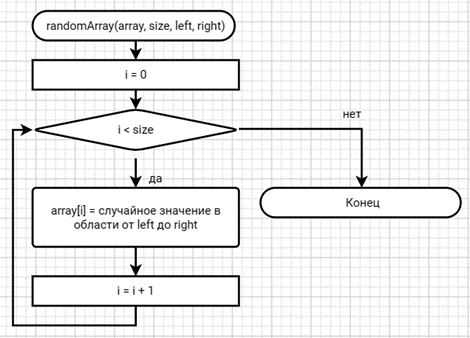 randomArray(array, size, left, right)
i = 0
i < size
нет
да
array[i] = случайное значение в
области от left до right
Конец
i = i + 1